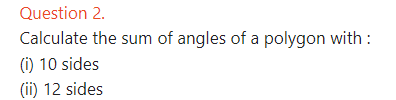 Question 2.
Calculate the sum of angles of a polygon with :
(i) 10 sides
(ii) 12 sides